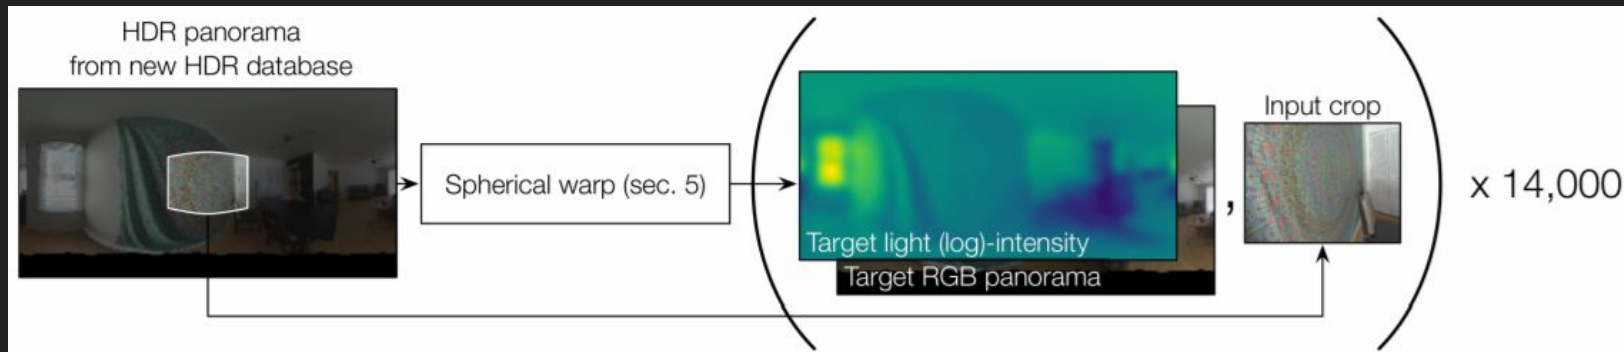 HDR panorama
from new HDR database
Spherical warp (sec. 5)
Target light (log)-intensity
Target RGB panorama
,
Input crop
x 14,000